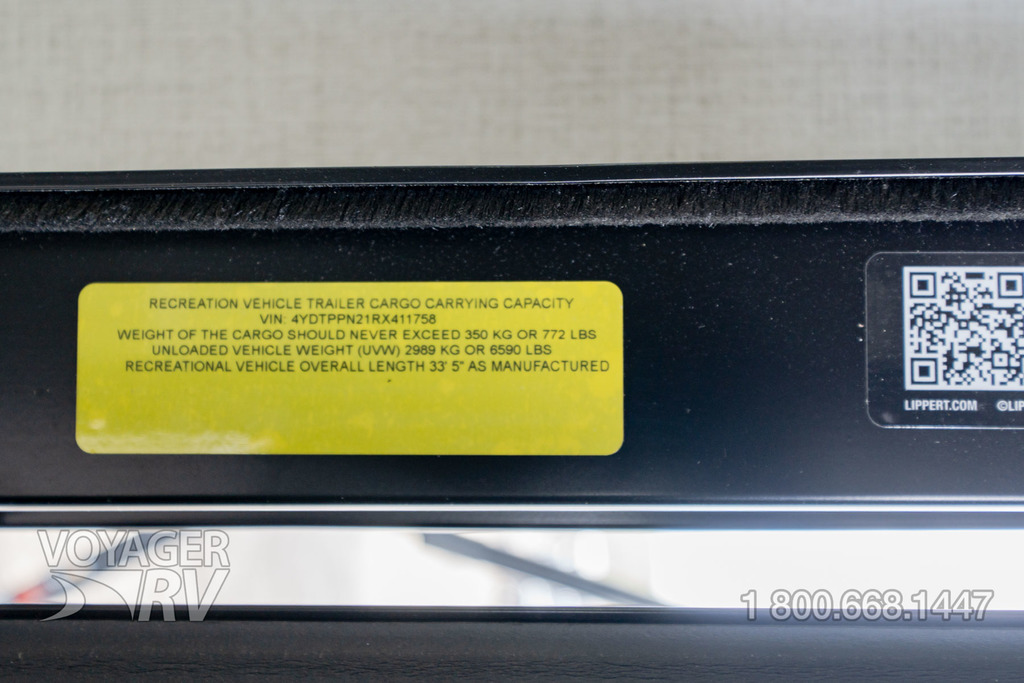 RECREATION VEHICLE TRAILER CARGO CARRYING CAPACITY
VIN: 4YDTPPN21RX411758
WEIGHT OF THE CARGO SHOULD NEVER EXCEED 350 KG OR 772 LBS
UNLOADED VEHICLE WEIGHT (UVW) 2989 KG OR 6590 LBS
RECREATIONAL VEHICLE OVERALL LENGTH 33' 5" AS MANUFACTURED
LIPPERT.COM ©LIP
VOYAGER
RV
1 800.668.1447